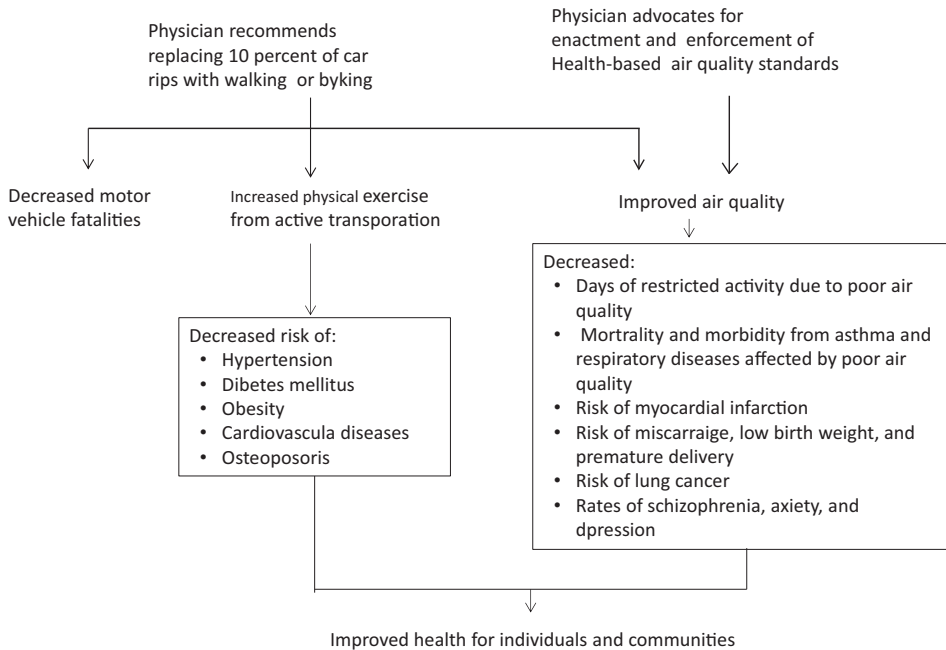 Physician recommends
replacing 10 percent of car
rips with walking or byking
Physician advocates for
enactment and enforcement of
Health-based air quality standards
Decreased motor
vehicle fatalities
Increased physical exercise
from active transporation
Improved air quality
Decreased risk of:
• Hypertension
• Dibetes mellitus
• Obesity
• Cardiovascula diseases
• Osteoposoris
Decreased:
• Days of restricted activity due to poor air
quality
• Mortrality and morbidity from asthma and
respiratory diseases affected by poor air
quality
• Risk of myocardial infarction
• Risk of miscarraige, low birth weight, and
premature delivery
• Risk of lung cancer
• Rates of schizophrenia, axiety, and
dpression
Improved health for individuals and communities